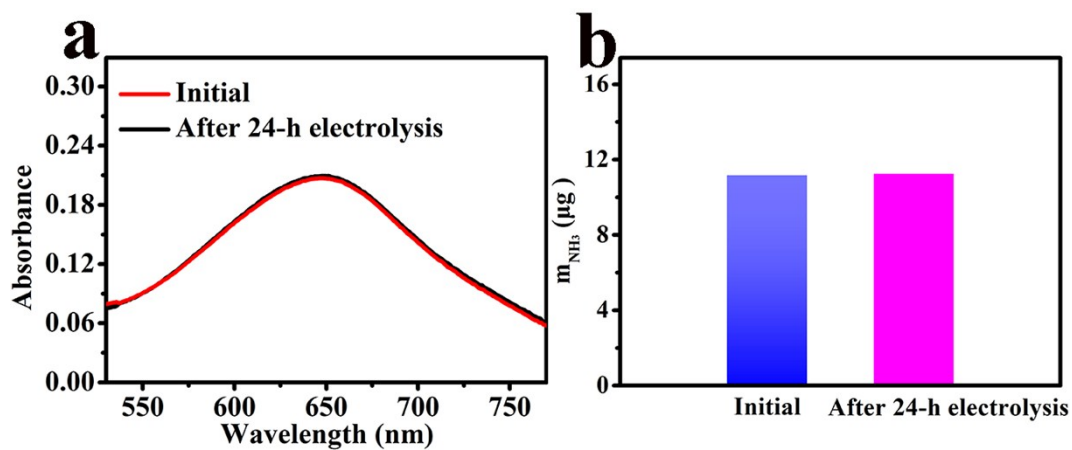 a
0.30
0.24
0.18
0.12
0.06
0.00
Absorbance
Initial
After 24-h electrolysis
550 600 650 700 750
Wavelength (nm)
b
16
12
8
4
0
m_NH₃ (μg )
Initial After 24-h electrolysis